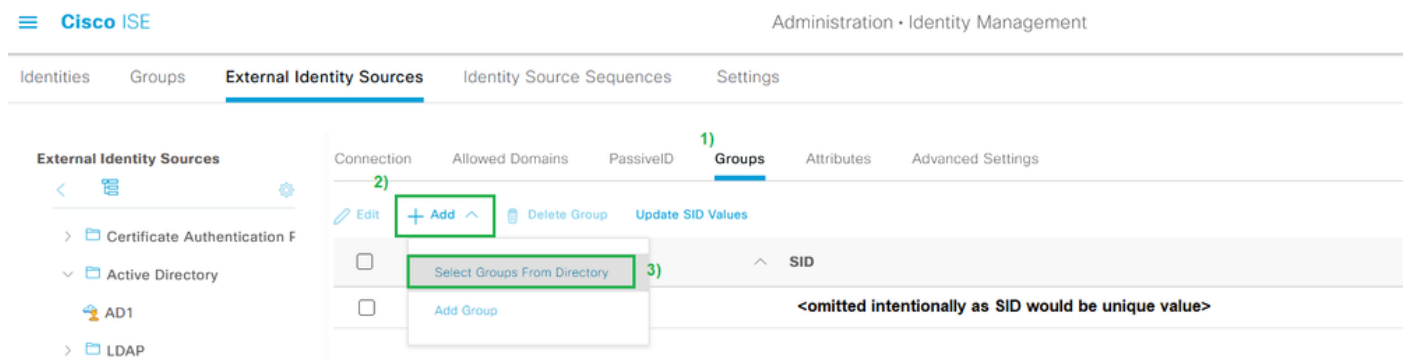 Cisco ISE
Administration · Identity Management
Identities Groups External Identity Sources Identity Source Sequences Settings
External Identity Sources
1)
Connection Allowed Domains PassiveID Groups Attributes Advanced Settings
2)
Edit + Add Delete Group Update SID Values
Certificate Authentication F
Select Groups From Directory 3)
SID
Active Directory
Add Group
<omitted intentionally as SID would be unique value>
AD1
LDAP